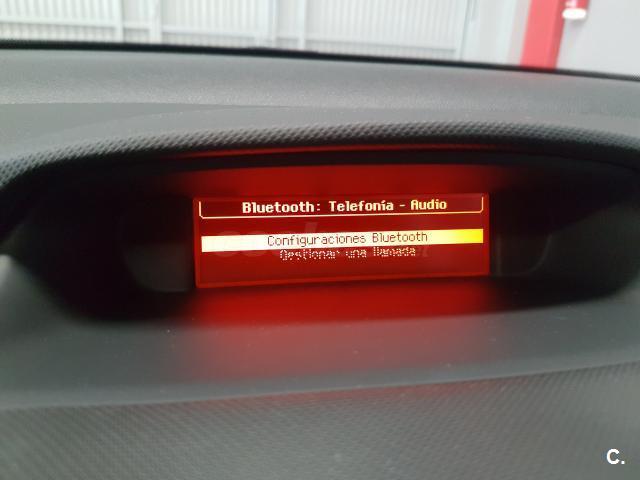 Bluetooth: Telefonía - Audio
Configuraciones Bluetooth
Gestionar una llamada
C.